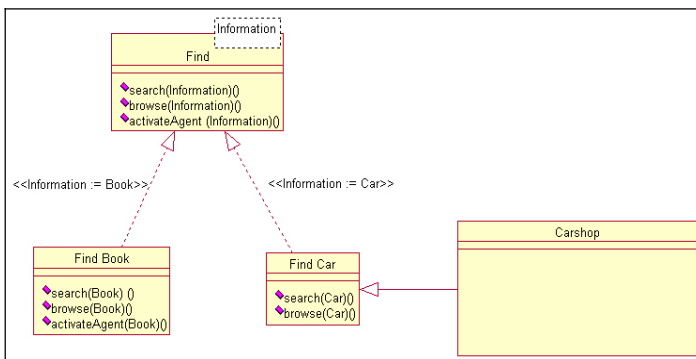 Information
Find
search(Information)()
browse(Information)()
activateAgent (Information)()
<<Information := Book>>
<<Information := Car>>
Carshop
Find Book
search(Book) ()
browse(Book)()
activateAgent(Book)()
Find Car
search(Car)()
browse(Car)()